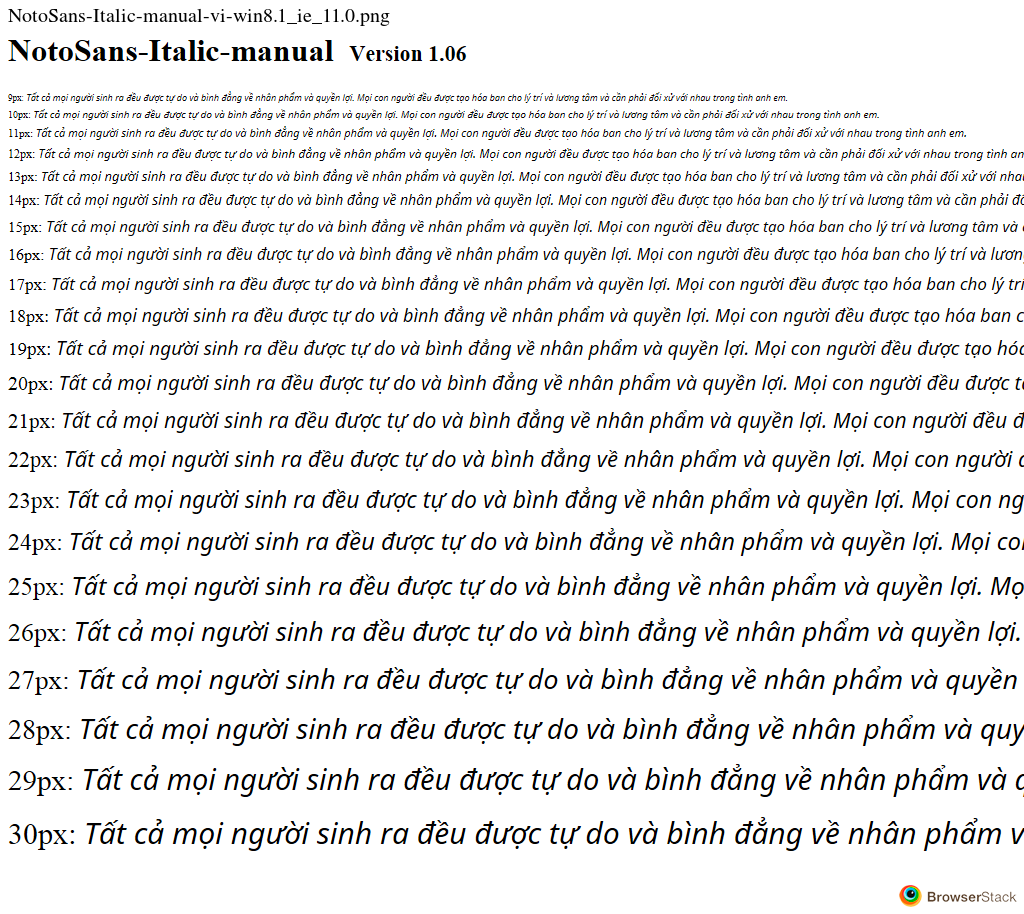 NotoSans-Italic-manual-vi-win8.1_ie_11.0.png
NotoSans-Italic-manual Version 1.06
9px: Tất cả mọi người sinh ra đều được tự do và bình đẳng về nhân phẩm và quyền lợi. Mọi con người đều được tạo hóa ban cho lý trí và lương tâm và cần phải đối xử với nhau trong tình anh em.
10px: Tất cả mọi người sinh ra đều được tự do và bình đẳng về nhân phẩm và quyền lợi. Mọi con người đều được tạo hóa ban cho lý trí và lương tâm và cần phải đối xử với nhau trong tình anh em.
11px: Tất cả mọi người sinh ra đều được tự do và bình đẳng về nhân phẩm và quyền lợi. Mọi con người đều được tạo hóa ban cho lý trí và lương tâm và cần phải đối xử với nhau trong tình anh em.
12px: Tất cả mọi người sinh ra đều được tự do và bình đẳng về nhân phẩm và quyền lợi. Mọi con người đều được tạo hóa ban cho lý trí và lương tâm và cần phải đối xử với nhau trong tình an
13px: Tất cả mọi người sinh ra đều được tự do và bình đẳng về nhân phẩm và quyền lợi. Mọi con người đều được tạo hóa ban cho lý trí và lương tâm và cần phải đối xử với nha
14px: Tất cả mọi người sinh ra đều được tự do và bình đẳng về nhân phẩm và quyền lợi. Mọi con người đều được tạo hóa ban cho lý trí và lương tâm và cần phải đố
15px: Tất cả mọi người sinh ra đều được tự do và bình đẳng về nhân phẩm và quyền lợi. Mọi con người đều được tạo hóa ban cho lý trí và lương tâm và
16px: Tất cả mọi người sinh ra đều được tự do và bình đẳng về nhân phẩm và quyền lợi. Mọi con người đều được tạo hóa ban cho lý trí và lươn
17px: Tất cả mọi người sinh ra đều được tự do và bình đẳng về nhân phẩm và quyền lợi. Mọi con người đều được tạo hóa ban cho lý trí
18px: Tất cả mọi người sinh ra đều được tự do và bình đẳng về nhân phẩm và quyền lợi. Mọi con người đều được tạo hóa ban c
19px: Tất cả mọi người sinh ra đều được tự do và bình đẳng về nhân phẩm và quyền lợi. Mọi con người đều được tạo hóa
20px: Tất cả mọi người sinh ra đều được tự do và bình đẳng về nhân phẩm và quyền lợi. Mọi con người đều được t
21px: Tất cả mọi người sinh ra đều được tự do và bình đẳng về nhân phẩm và quyền lợi. Mọi con người đều đ
22px: Tất cả mọi người sinh ra đều được tự do và bình đẳng về nhân phẩm và quyền lợi. Mọi con người
23px: Tất cả mọi người sinh ra đều được tự do và bình đẳng về nhân phẩm và quyền lợi. Mọi con ng
24px: Tất cả mọi người sinh ra đều được tự do và bình đẳng về nhân phẩm và quyền lợi. Mọi co
25px: Tất cả mọi người sinh ra đều được tự do và bình đẳng về nhân phẩm và quyền lợi. Mọ
26px: Tất cả mọi người sinh ra đều được tự do và bình đẳng về nhân phẩm và quyền lợi.
27px: Tất cả mọi người sinh ra đều được tự do và bình đẳng về nhân phẩm và quyền
28px: Tất cả mọi người sinh ra đều được tự do và bình đẳng về nhân phẩm và quy
29px: Tất cả mọi người sinh ra đều được tự do và bình đẳng về nhân phẩm và q
30px: Tất cả mọi người sinh ra đều được tự do và bình đẳng về nhân phẩm v
BrowserStack